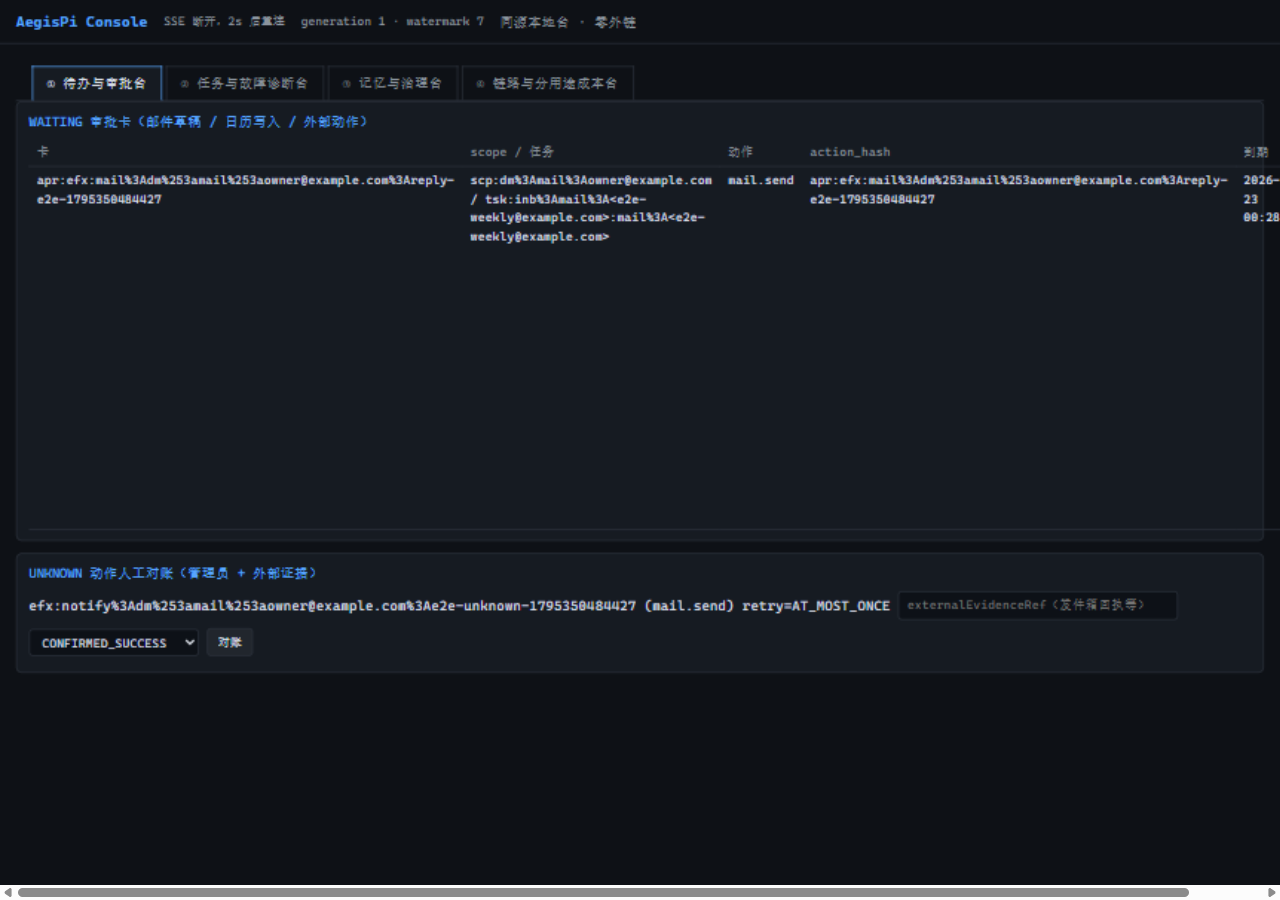 AegisPi Console SSE 断开，2s 后重连 generation 1 · watermark 7 同源本地台 · 零外链
① 待办与审批台 任务与故障诊断台 记忆与治理台 链路与分用途成本台
WAITING 审批卡（邮件草稿 / 日历写入 / 外部动作）
卡 scope / 任务 动作 action_hash 到期
apr:efx:mail%3Adm%253amail%253aowner@example.com%3Areply- scp:dm%3Amail%3Aowner@example.com mail.send apr:efx:mail%3Adm%253amail%253aowner@example.com%3Areply- 2026-
e2e-1795350484427 / tsk:inb%3Amail%3A<e2e- e2e-1795350484427 23
weekly@example.com>:mail%3A<e2e- 00:28
weekly@example.com>
UNKNOWN 动作人工对账（管理员 + 外部证据）
efx:notify%3Adm%253amail%253aowner@example.com%3Ae2e-unknown-1795350484427 (mail.send) retry=AT_MOST_ONCE externalEvidenceRef（发件箱回执等）
CONFIRMED_SUCCESS 对账